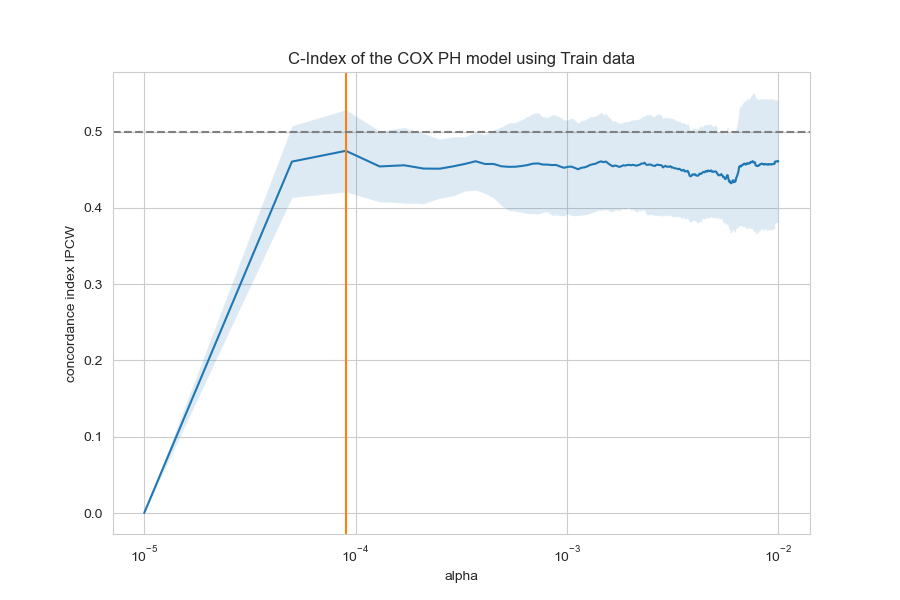 C-Index of the COX PH model using Train data
concordance index IPCW
0.5
0.4
0.3
0.2
0.1
0.0
10⁻⁵ 10⁻⁴ 10⁻³ 10⁻²
alpha